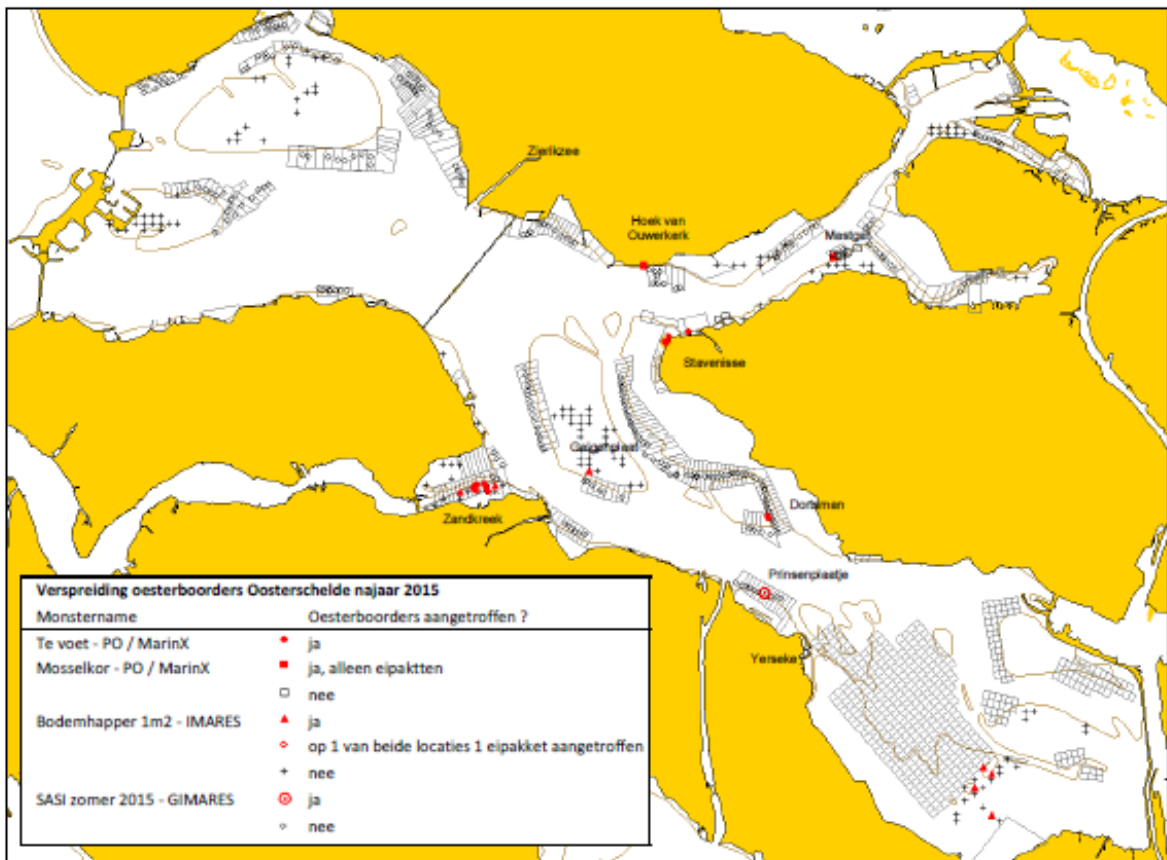 Zierikzee
Hoek van
Ouwerkerk
Mastgat
Stavenisse
Galgenplaat
Dortsman
Zandkreek
Prinsenplaatje
Yerseke
Verspreiding oesterboorders Oosterschelde najaar 2015
Monstername Oesterboorders aangetroffen ?
Te voet - PO / MarinX ja
Mosselkor - PO / MarinX ja, alleen eipaktten
nee
Bodemhapper 1m2 - IMARES ja
op 1 van beide locaties 1 eipakket aangetroffen
nee
SASI zomer 2015 - GIMARES ja
nee